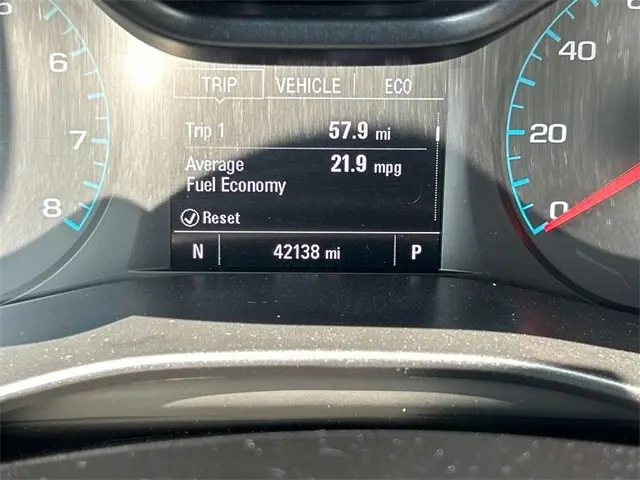 TRIP VEHICLE ECO
Trip 1 57.9 mi
Average 21.9 mpg
Fuel Economy
Reset
N 42138 mi P
6
7
8
40
20
0